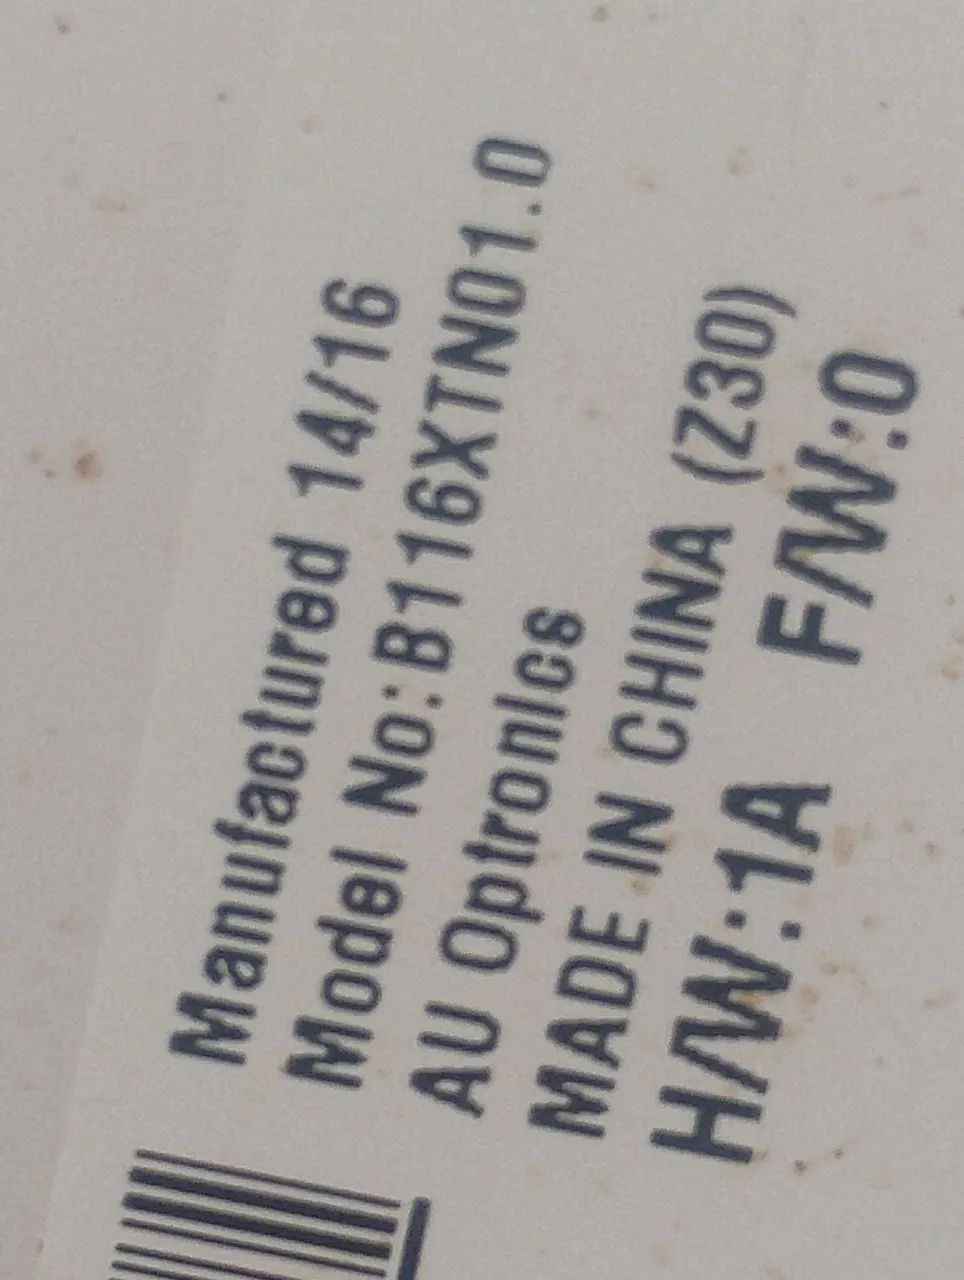 Manufactured 14/16
Model No:B116XTN01.0
AU Optronics
MADE IN CHINA (Z30)
H/W:1A F/W:0